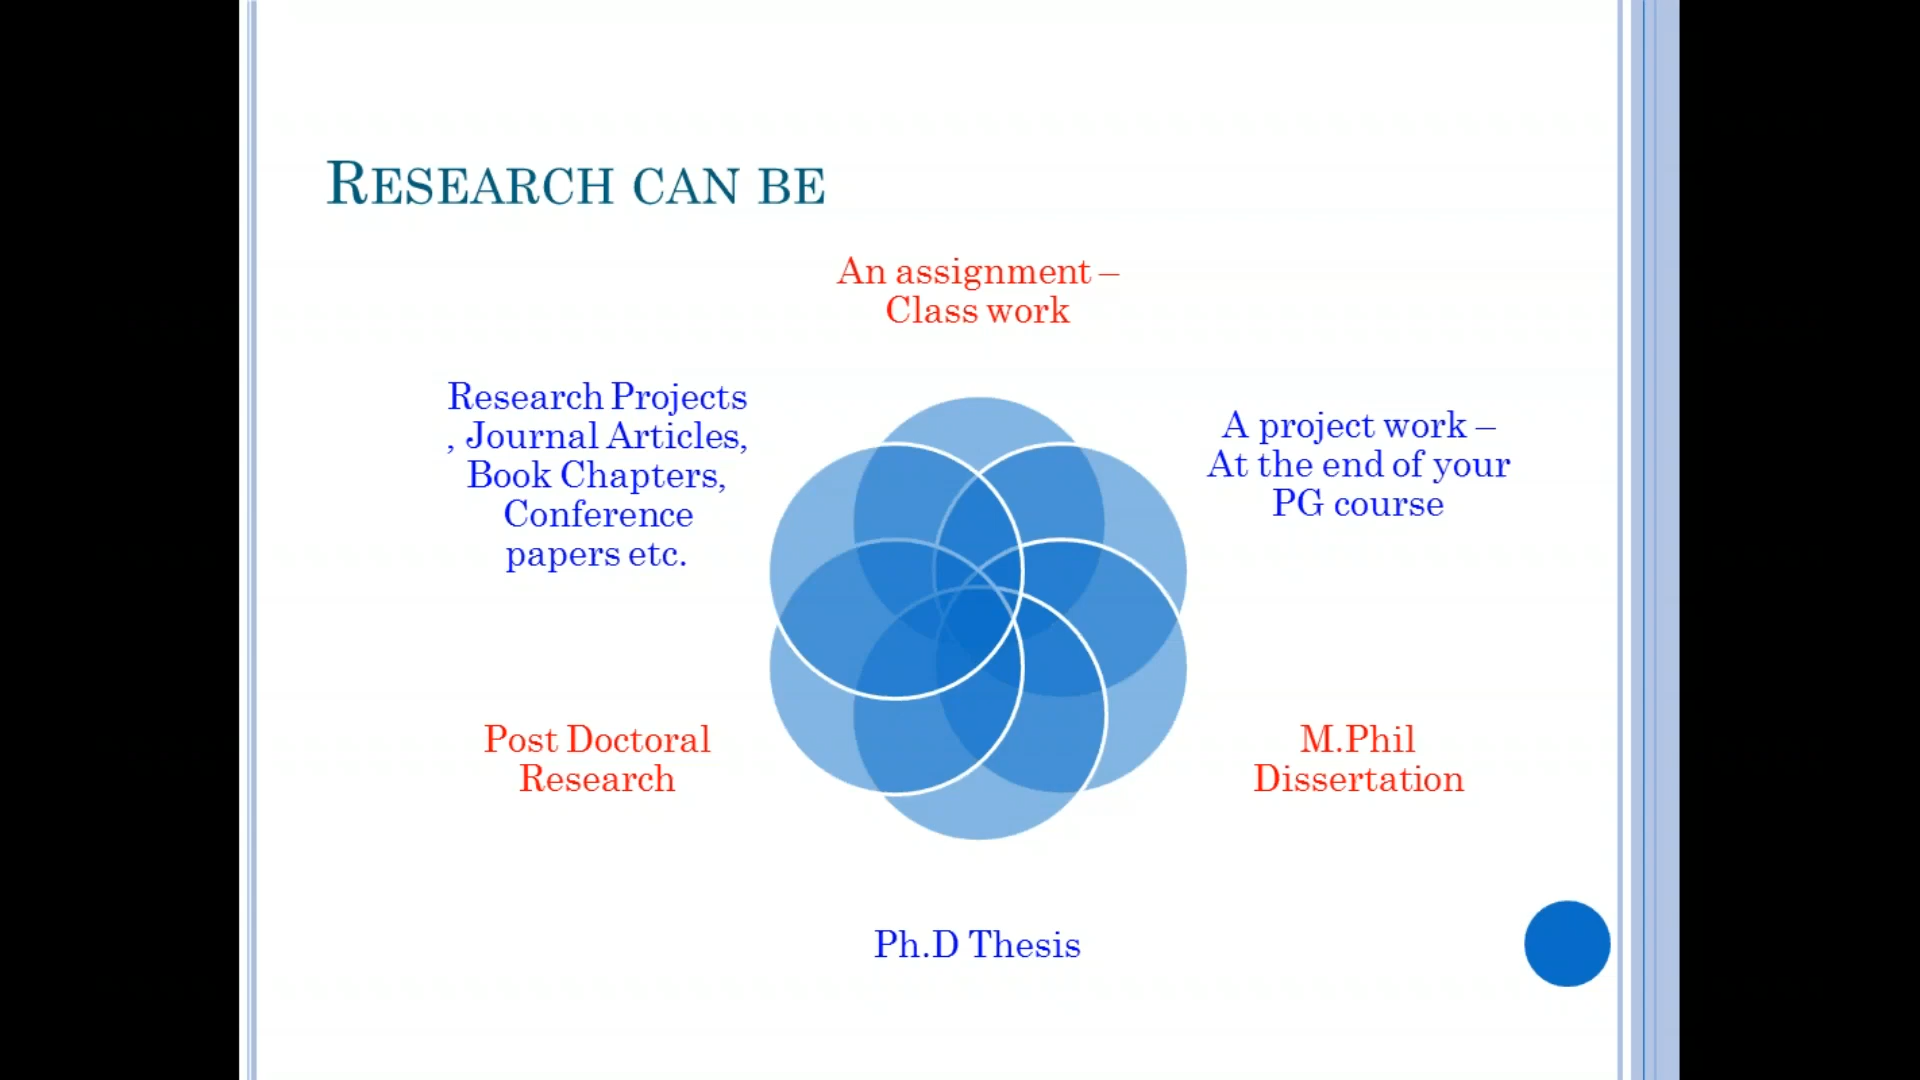 RESEARCH CAN BE
An assignment –
Class work
Research Projects
, Journal Articles,
Book Chapters,
Conference
papers etc.
A project work –
At the end of your
PG course
Post Doctoral
Research
M.Phil
Dissertation
Ph.D Thesis